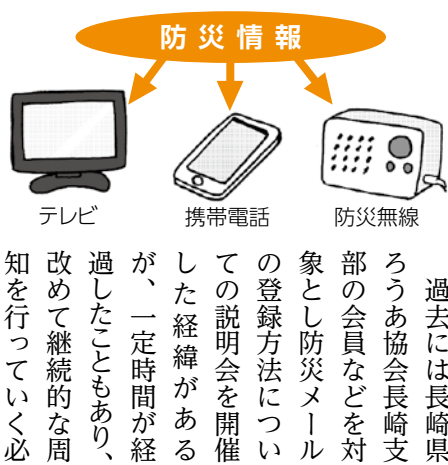 防災情報
テレビ
携帯電話
防災無線
過去には長崎県
ろうあ協会長崎支
部の会員などを対
象とし防災メール
の登録方法につい
ての説明会を開催
した経緯がある
が、一定時間が経
過したこともあり、
改めて継続的な周
知を行っていく必